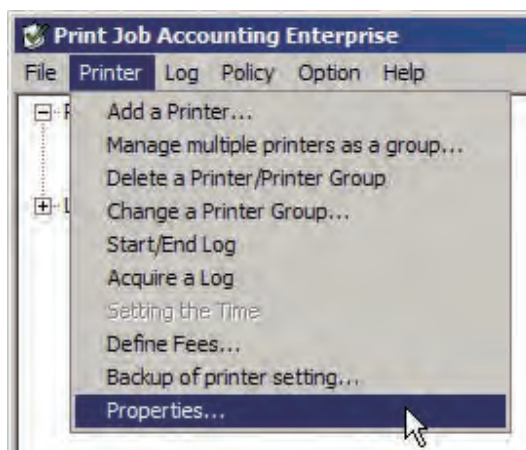 Print Job Accounting Enterprise
File Printer Log Policy Option Help
Add a Printer...
Manage multiple printers as a group...
Delete a Printer/Printer Group
Change a Printer Group...
Start/End Log
Acquire a Log
Setting the Time
Define Fees...
Backup of printer setting...
Properties...